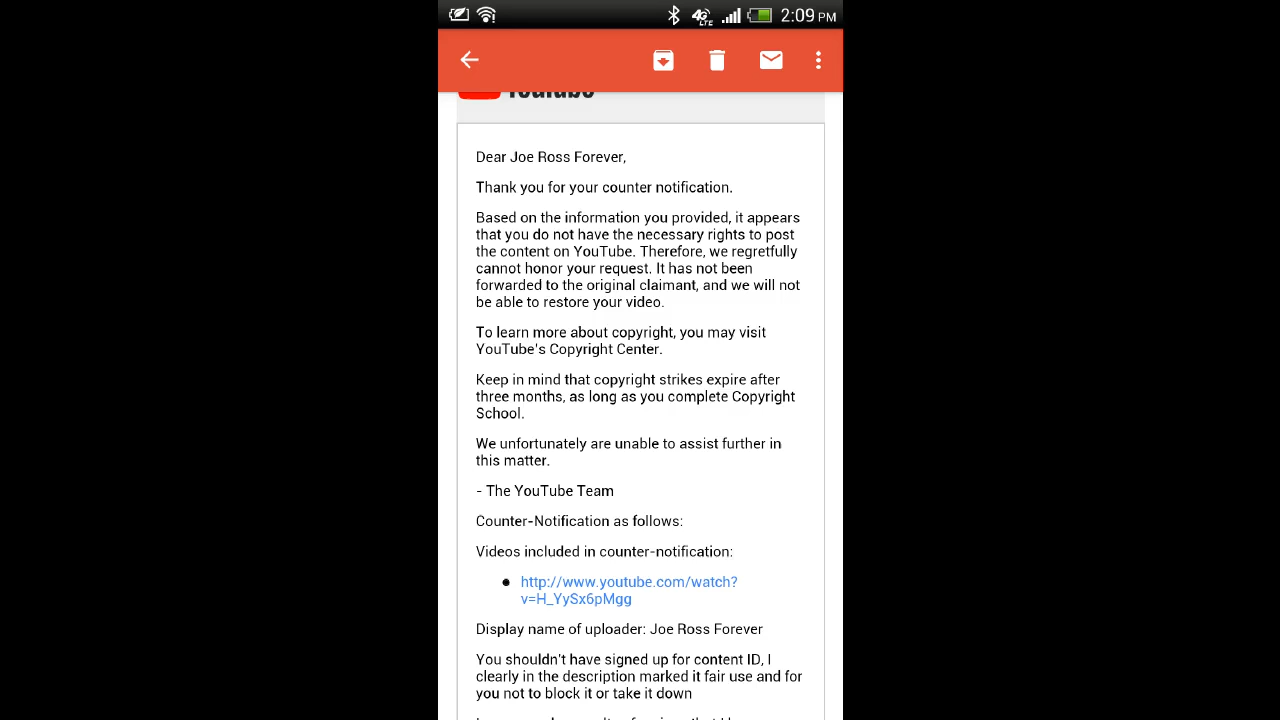 4G LTE 2:09 PM
YouTube
Dear Joe Ross Forever,
Thank you for your counter notification.
Based on the information you provided, it appears
that you do not have the necessary rights to post
the content on YouTube. Therefore, we regretfully
cannot honor your request. It has not been
forwarded to the original claimant, and we will not
be able to restore your video.
To learn more about copyright, you may visit
YouTube's Copyright Center.
Keep in mind that copyright strikes expire after
three months, as long as you complete Copyright
School.
We unfortunately are unable to assist further in
this matter.
- The YouTube Team
Counter-Notification as follows:
Videos included in counter-notification:
http://www.youtube.com/watch?
v=H_YySx6pMgg
Display name of uploader: Joe Ross Forever
You shouldn't have signed up for content ID, I
clearly in the description marked it fair use and for
you not to block it or take it down